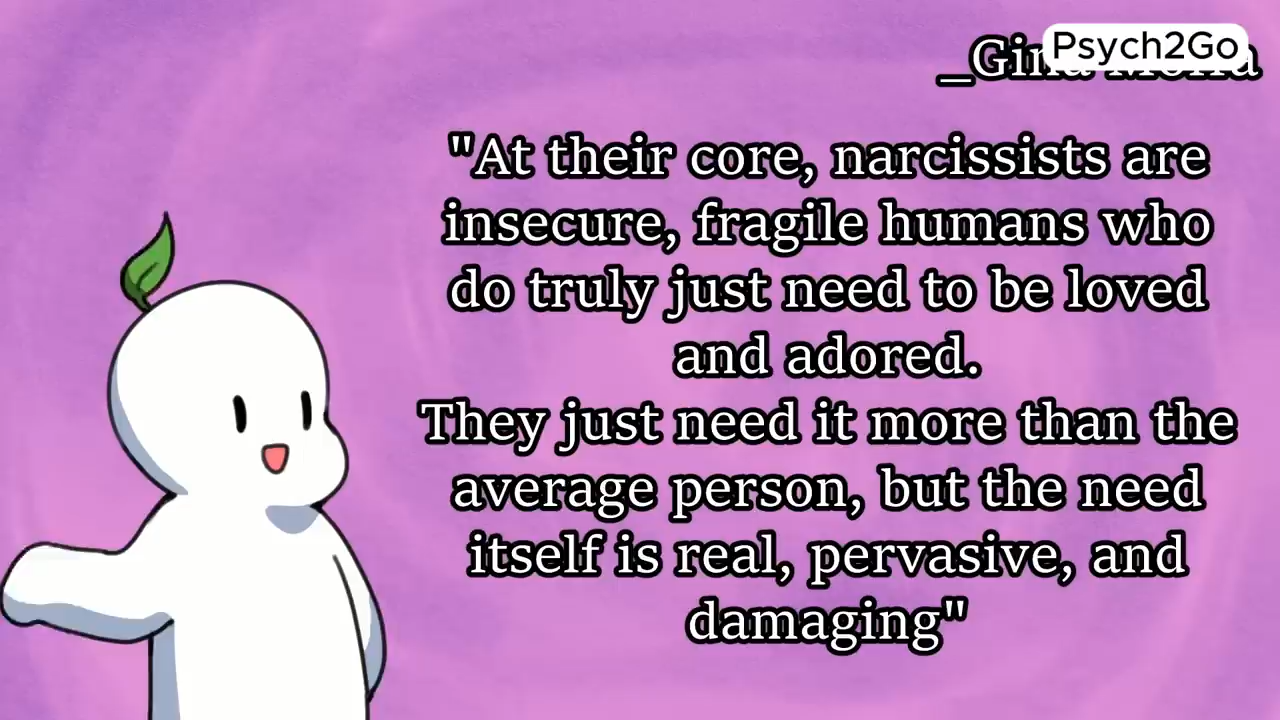 Psych2Go
"At their core, narcissists are
insecure, fragile humans who
do truly just need to be loved
and adored.
They just need it more than the
average person, but the need
itself is real, pervasive, and
damaging"